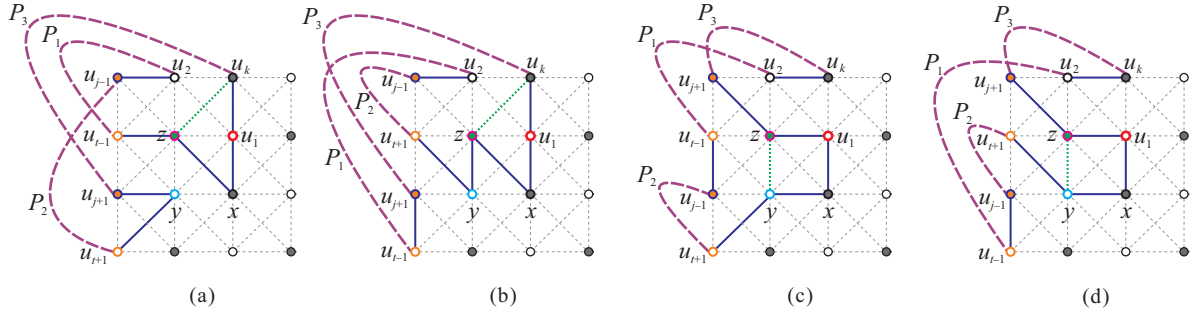 P₃
P₁
uⱼ₋₁ u₂ uₖ
uₜ₋₁ z u₁
uⱼ₊₁
P₂ y x
uₜ₊₁
(a)
P₃
u₂ uₖ
uⱼ₋₁
P₂
uₜ₊₁ z u₁
P₁
uⱼ₊₁
y x
uₜ₋₁
(b)
P₃
P₁ u₂ uₖ
uⱼ₊₁
uₜ₋₁ z u₁
P₂ uⱼ₋₁
y x
uₜ₊₁
(c)
P₃
P₁ u₂ uₖ
uⱼ₊₁
P₂
uₜ₊₁ z u₁
uⱼ₋₁
y x
uₜ₋₁
(d)